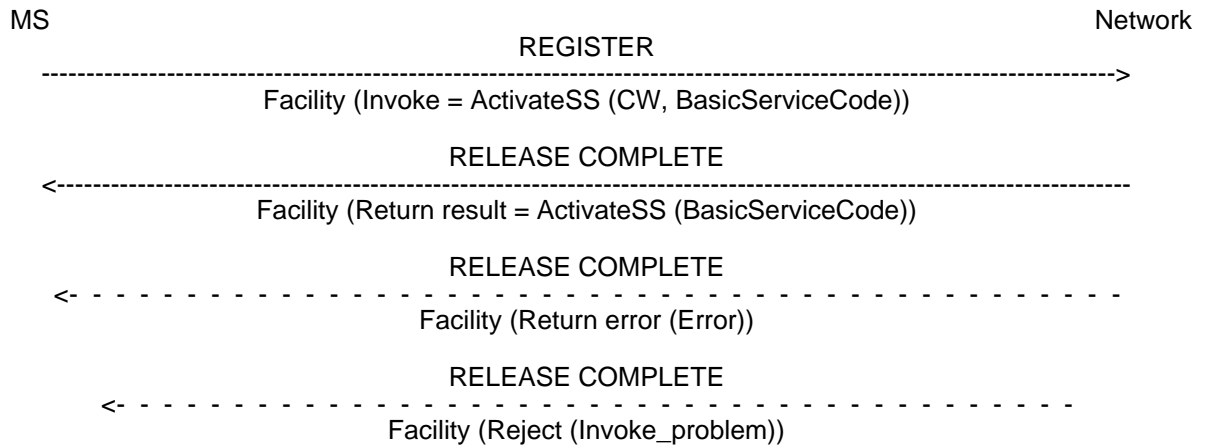 MS Network
REGISTER
Facility (Invoke = ActivateSS (CW, BasicServiceCode))
RELEASE COMPLETE
Facility (Return result = ActivateSS (BasicServiceCode))
RELEASE COMPLETE
Facility (Return error (Error))
RELEASE COMPLETE
Facility (Reject (Invoke_problem))